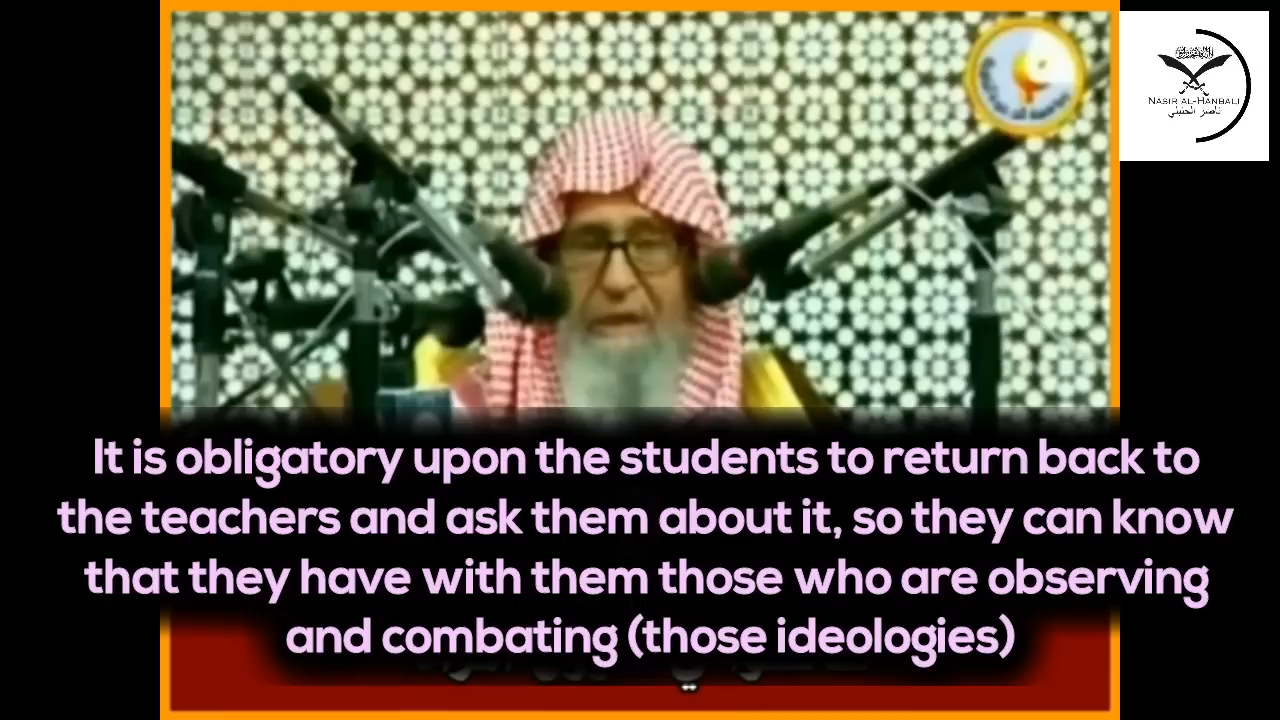 NASIR AL-HANBALI
ناصر الحنبلي
It is obligatory upon the students to return back to
the teachers and ask them about it, so they can know
that they have with them those who are observing
and combating (those ideologies)